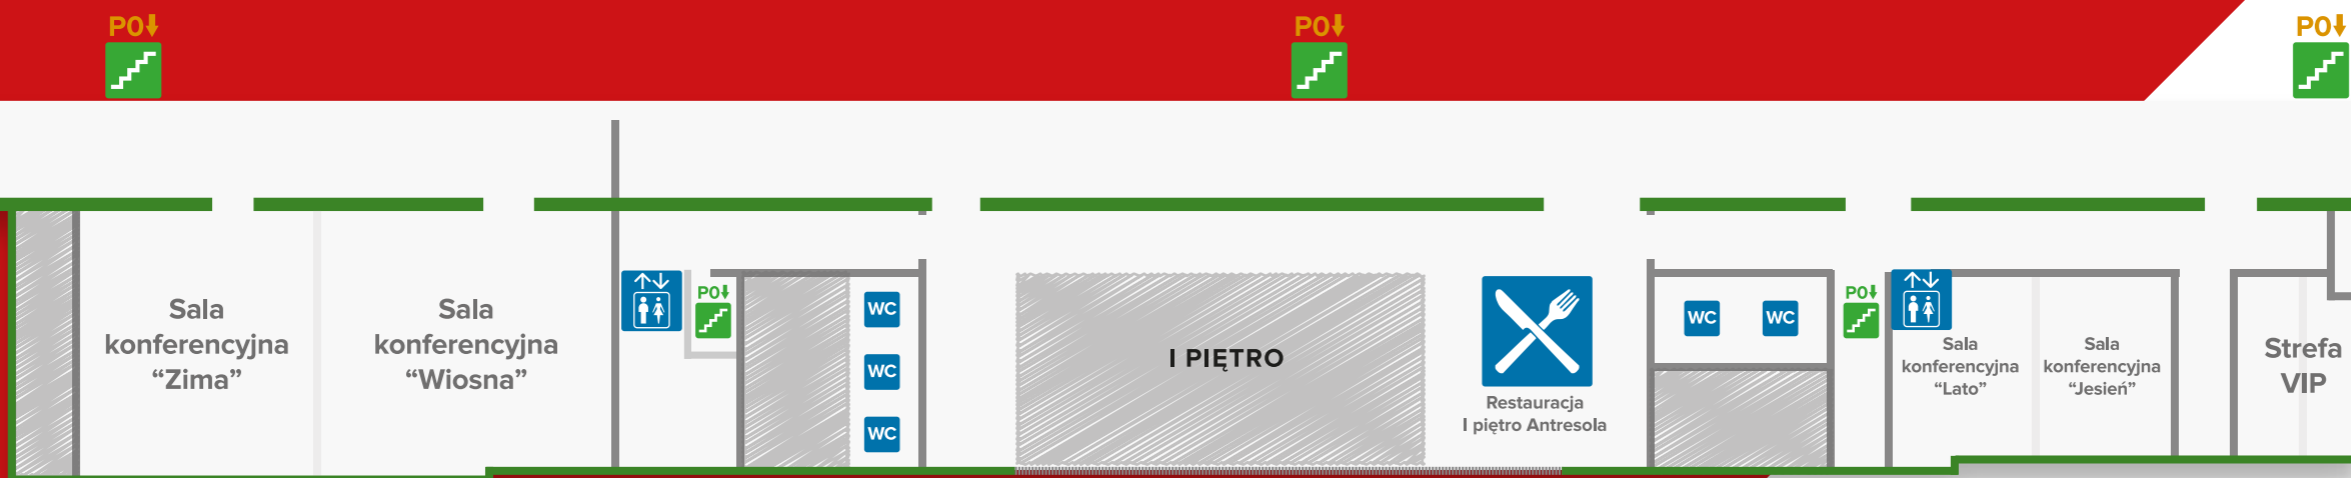 P0
P0
P0
Sala
konferencyjna
“Zima”
Sala
konferencyjna
“Wiosna”
P0
WC
WC
WC
I PIĘTRO
Restauracja
I piętro Antresola
WC
WC
P0
Sala
konferencyjna
“Lato”
Sala
konferencyjna
“Jesień”
Strefa
VIP